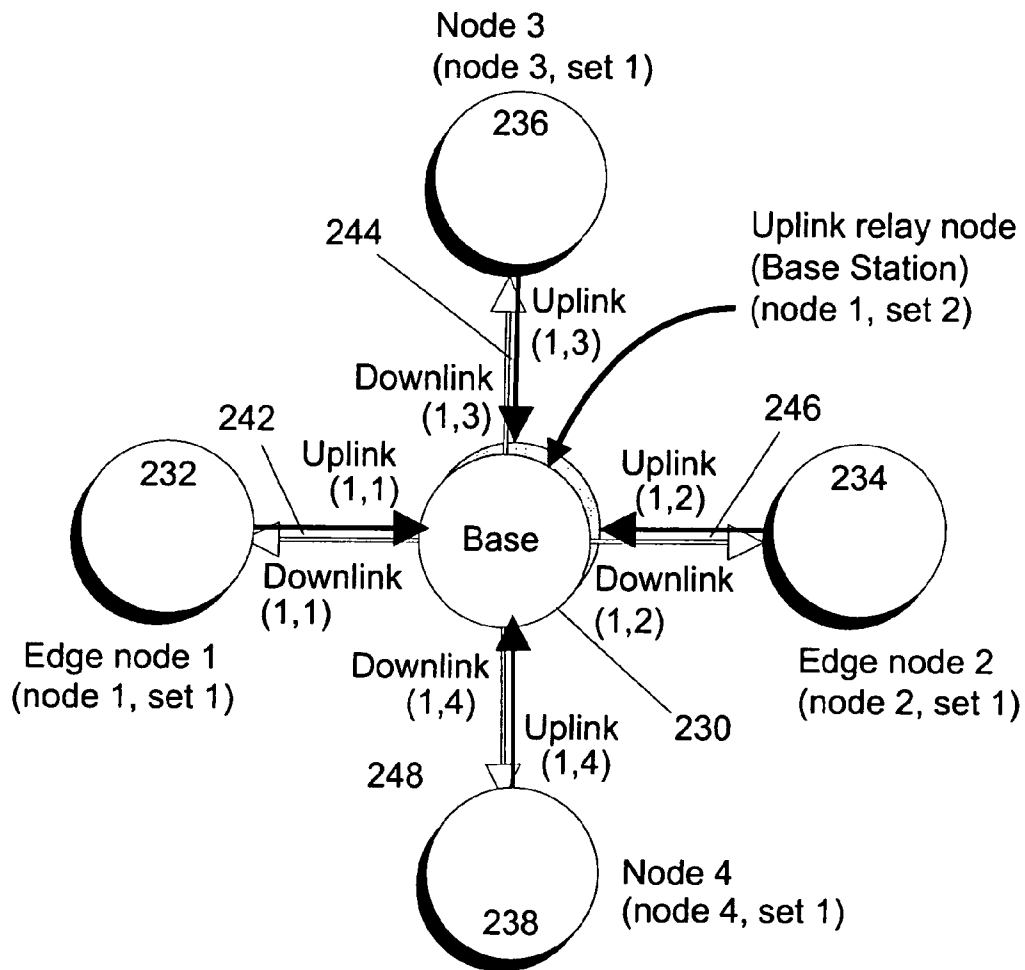 Node 3
(node 3, set 1)
236
244
Uplink relay node
(Base Station)
(node 1, set 2)
Uplink
(1,3)
Downlink
(1,3)
242
246
232
Uplink
(1,1)
Uplink
(1,2)
234
Base
Downlink
(1,1)
Downlink
(1,2)
Edge node 1
(node 1, set 1)
Downlink
(1,4)
Edge node 2
(node 2, set 1)
230
Uplink
(1,4)
248
Node 4
(node 4, set 1)
238